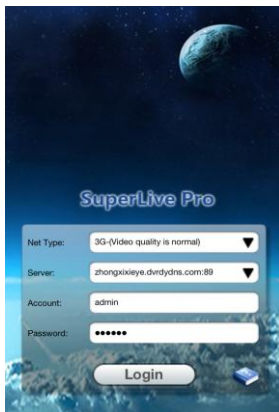 SuperLive Pro
Net Type: 3G-(Video quality is normal)
Server: zhongxixieye.dvrdydns.com:89
Account: admin
Password: ••••••
Login